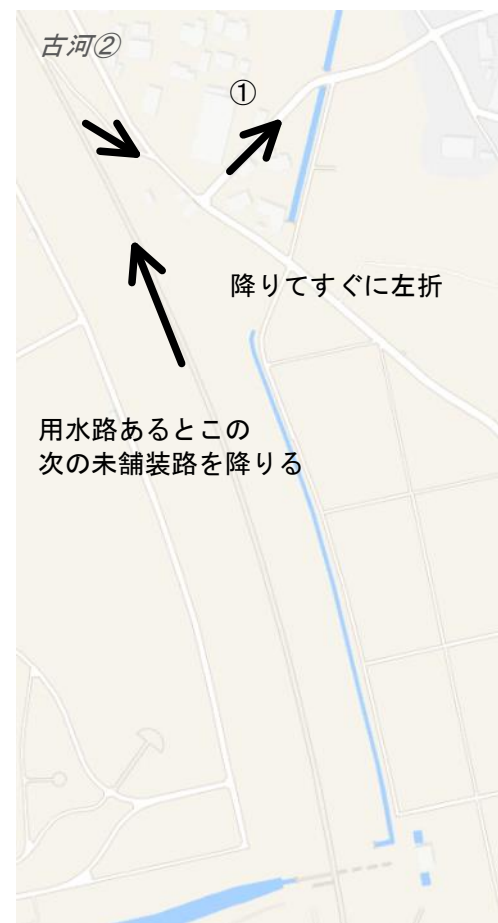 古河②
①
降りてすぐに左折
用水路あるとこの
次の未舗装路を降りる